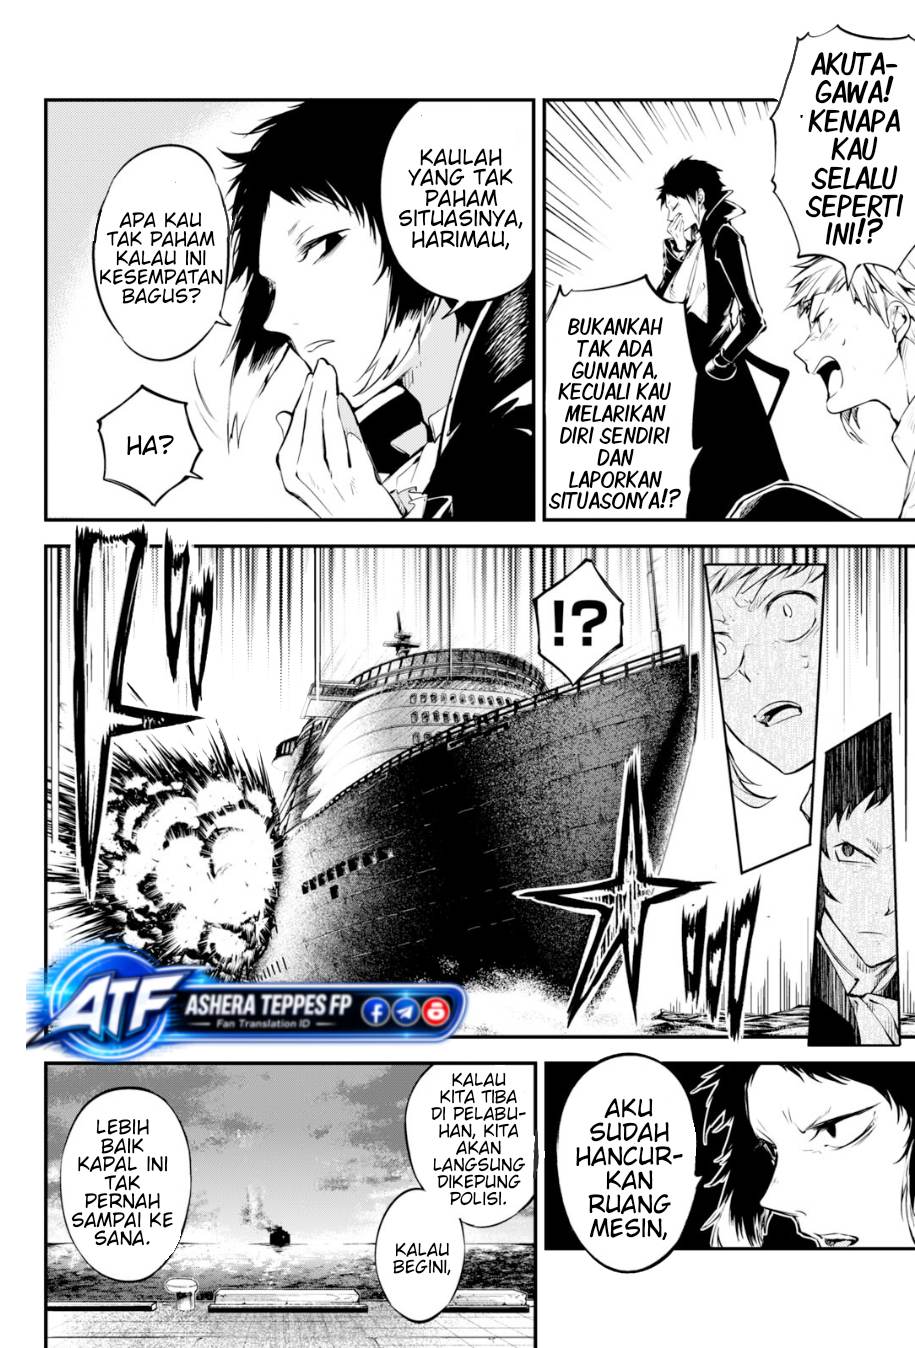 AKUTA-
GAWA!
KENAPA
KAU
SELALU
SEPERTI
INI!?
BUKANKAH
TAK ADA
GUNANYA,
KECUALI KAU
MELARIKAN
DIRI SENDIRI
DAN
LAPORKAN
SITUASONYA!?
KAULAH
YANG TAK
PAHAM
SITUASINYA,
HARIMAU,
APA KAU
TAK PAHAM
KALAU INI
KESEMPATAN
BAGUS?
HA?
!?
ATF
ASHERA TEPPES FP
Fan Translation ID
AKU
SUDAH
HANCUR-
KAN
RUANG
MESIN,
KALAU
KITA TIBA
DI PELABU-
HAN, KITA
AKAN
LANGSUNG
DIKEPUNG
POLISI.
KALAU
BEGINI,
LEBIH
BAIK
KAPAL INI
TAK
PERNAH
SAMPAI KE
SANA.